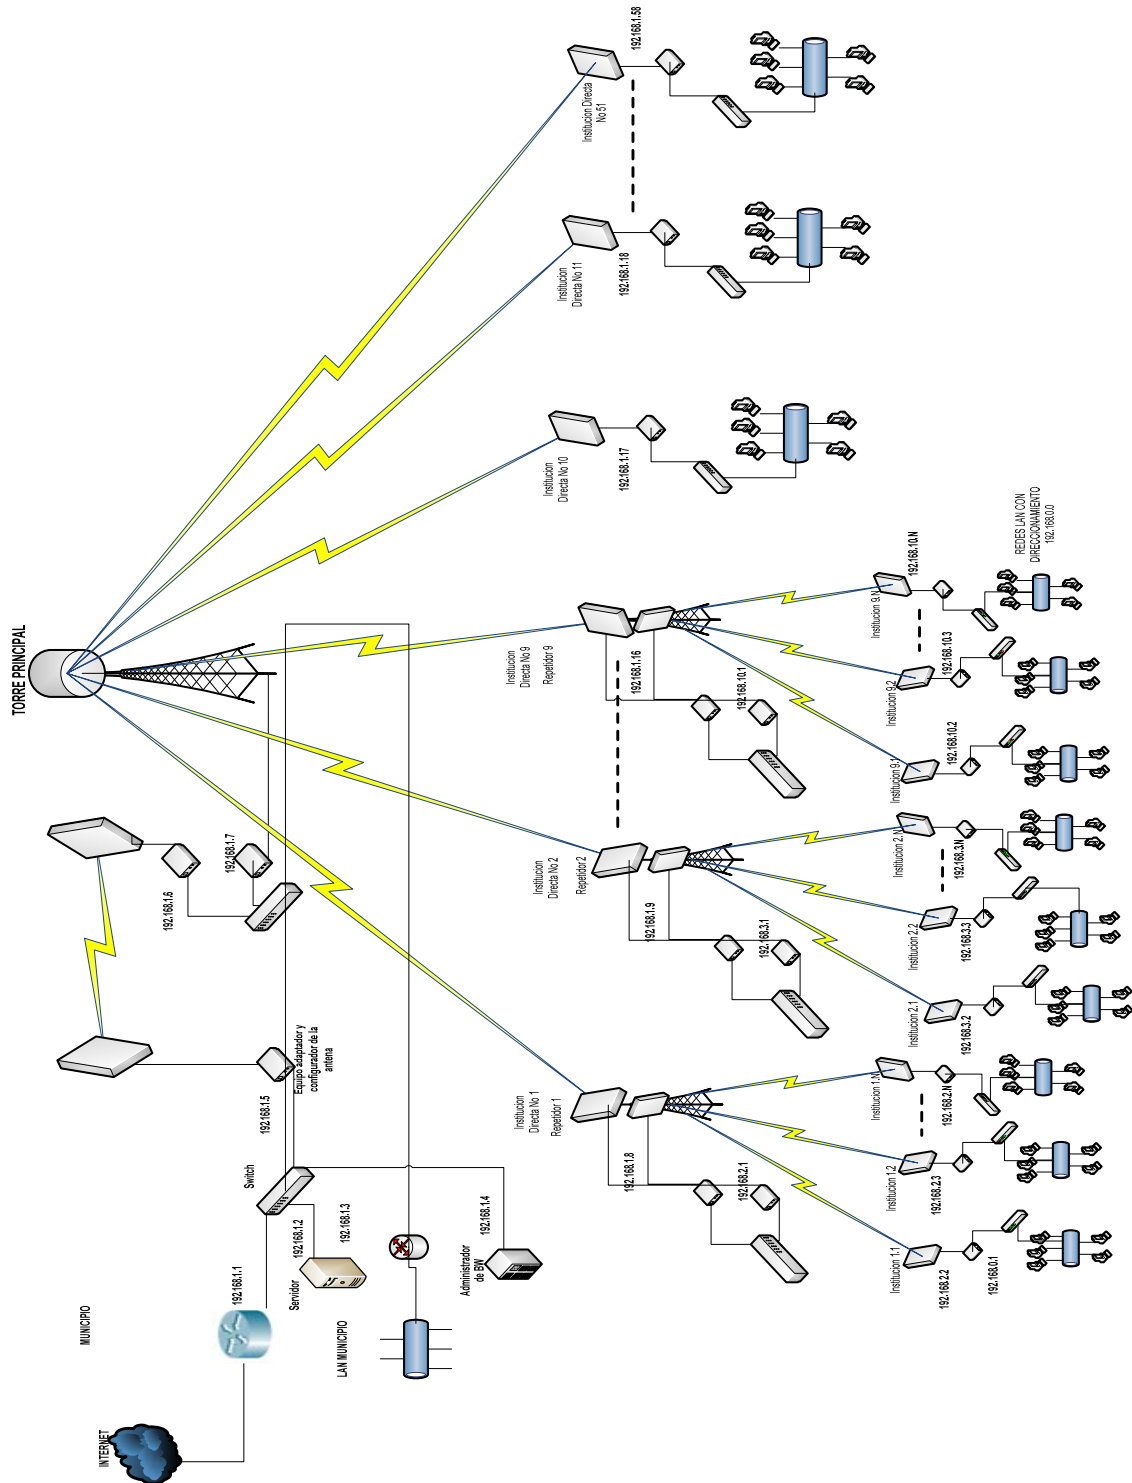 TORRE PRINCIPAL
MUNICIPIO
INTERNET
192.168.1.1
Switch
192.168.1.2
192.168.1.3
Servidor
LAN MUNICIPIO
Administrador
de BW
192.168.1.4
192.168.1.5
Equipo adaptador y
configurador de la
antena
192.168.1.6
192.168.1.7
Institucion
Directa No 1
Repetidor 1
192.168.1.8
192.168.2.1
Institucion 1.1
192.168.2.2
192.168.0.1
Institucion 1.2
192.168.2.3
Institucion 1.N
192.168.2.N
Institucion
Directa No 2
Repetidor 2
192.168.1.9
192.168.3.1
Institucion 2.1
192.168.3.2
Institucion 2.2
192.168.3.3
Institucion 2.N
192.168.3.N
Institucion
Directa No 9
Repetidor 9
192.168.1.16
192.168.10.1
Institucion 9.1
192.168.10.2
Institucion 9.2
192.168.10.3
Institucion 9.N
192.168.10.N
REDES LAN CON
DIRECCIONAMIENTO
192.168.0.0
Institucion
Directa No 10
192.168.1.17
Institucion
Directa No 11
192.168.1.18
Institucion Directa
No 51
192.168.1.58